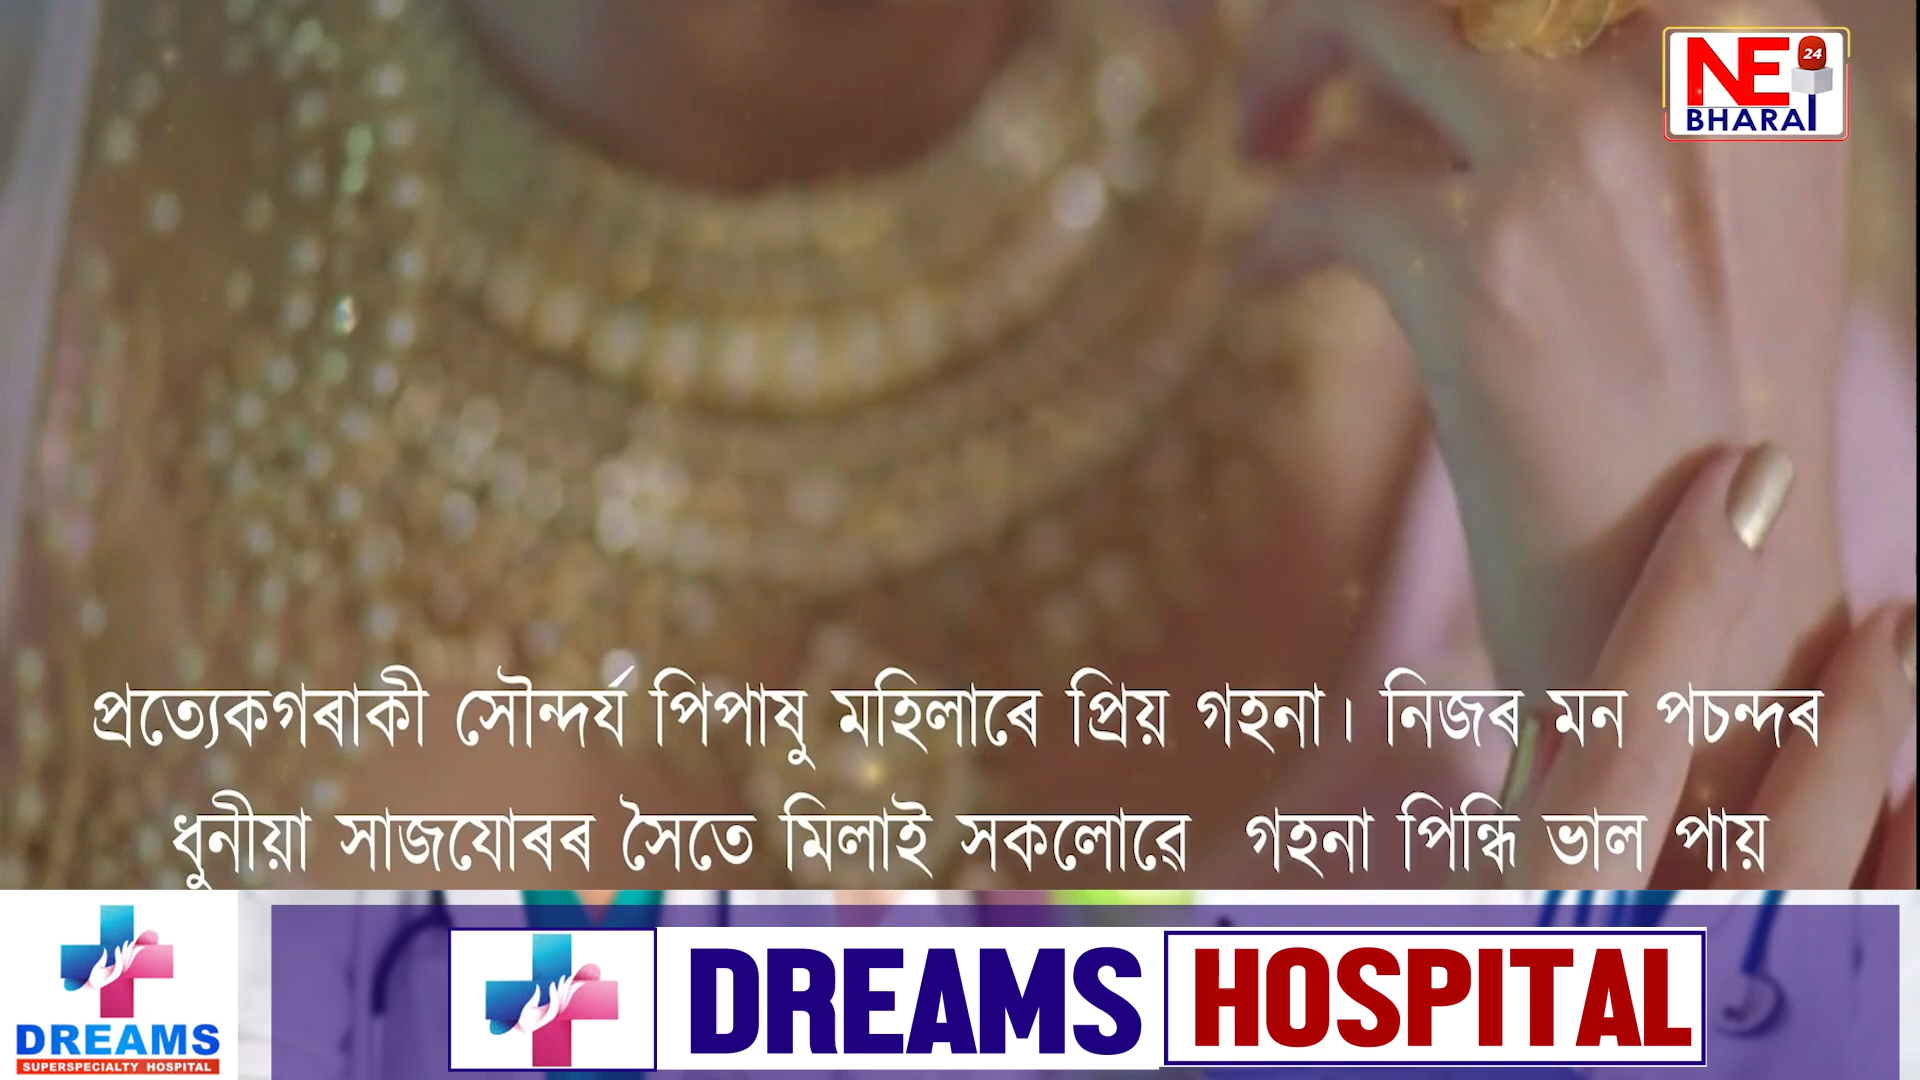 NE 24
BHARAT
প্ৰত্যেকগৰাকী সৌন্দৰ্য পিপাষু মহিলাৰে প্ৰিয় গহনা। নিজৰ মন পচন্দৰ
ধুনীয়া সাজযোৰৰ সৈতে মিলাই সকলোৱে গহনা পিন্ধি ভাল পায়
DREAMS HOSPITAL
DREAMS
SUPERSPECIALTY HOSPITAL